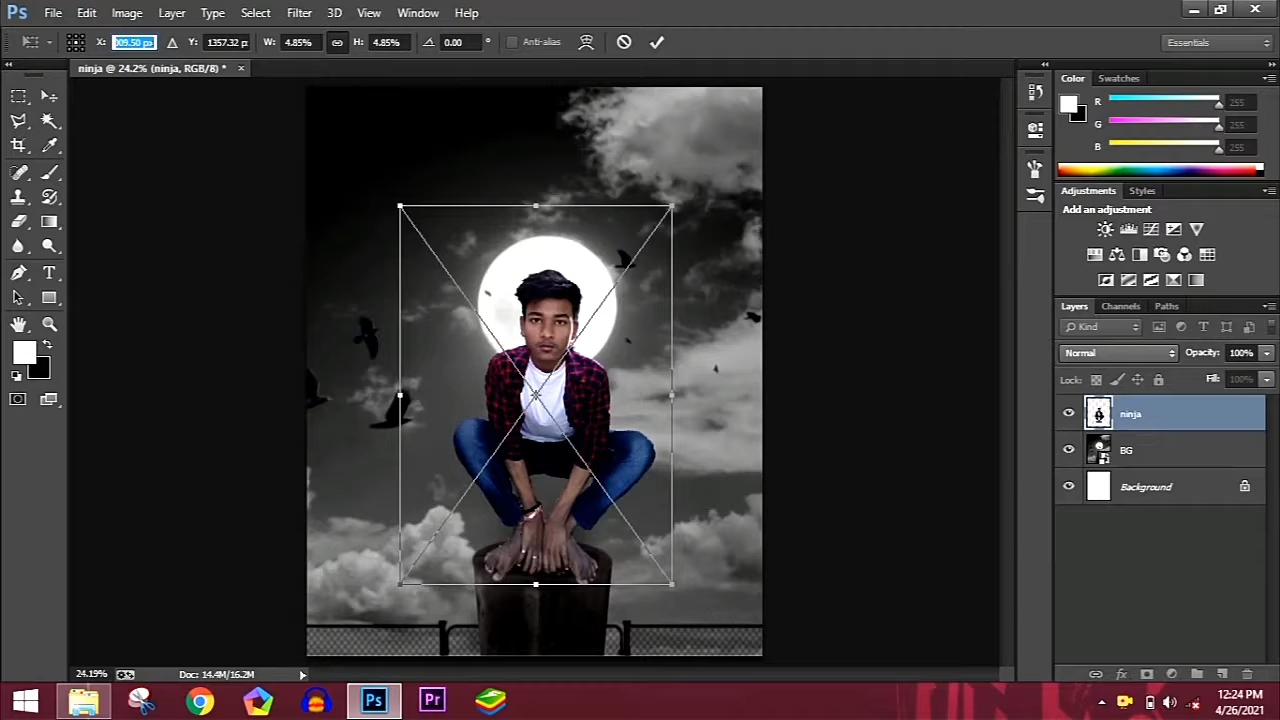 Ps File Edit Image Layer Type Select Filter 3D View Window Help
X: 009.50 px Y: 1357.32 p: W: 4.85% H: 4.85% 0.00 ° Anti-alias Essentials
ninja @ 24.2% (ninja, RGB/8) * ×
Color Swatches
R 255
G 255
B 255
Adjustments Styles
Add an adjustment
Layers Channels Paths
Kind
Normal Opacity: 100%
Lock: Fill: 100%
ninja
BG
Background
24.19% Doc: 14.4M/16.2M
Ps Pr
12:24 PM
4/26/2021